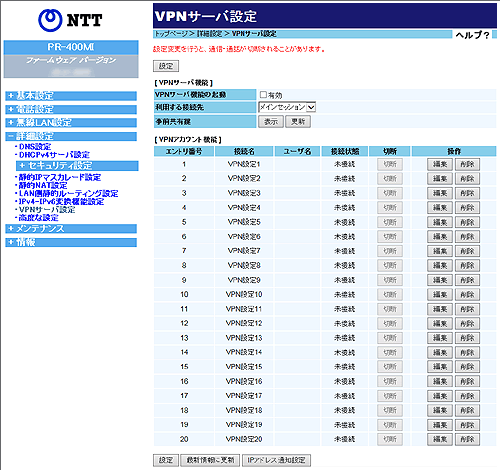 NTT
PR-400MI
ファームウェア バージョン
+ 基本設定
+ 電話設定
+ 無線LAN設定
- 詳細設定
・DNS設定
・DHCPv4サーバ設定
+ セキュリティ設定
・静的IPマスカレード設定
・静的NAT設定
・LAN側静的ルーティング設定
・IPv4-IPv6変換機能設定
・VPNサーバ設定
・高度な設定
+ メンテナンス
+ 情報
VPNサーバ設定
トップページ > 詳細設定 > VPNサーバ設定
ヘルプ?
設定変更を行うと、通信・通話が切断されることがあります。
設定
[ VPNサーバ機能 ]
VPNサーバ機能の起動 有効
利用する接続先 メインセッション
事前共有鍵 表示 更新
[ VPNアカウント機能 ]
エントリ番号 接続名 ユーザ名 接続状態 切断 操作
1 VPN設定1 未接続 切断 編集 削除
2 VPN設定2 未接続 切断 編集 削除
3 VPN設定3 未接続 切断 編集 削除
4 VPN設定4 未接続 切断 編集 削除
5 VPN設定5 未接続 切断 編集 削除
6 VPN設定6 未接続 切断 編集 削除
7 VPN設定7 未接続 切断 編集 削除
8 VPN設定8 未接続 切断 編集 削除
9 VPN設定9 未接続 切断 編集 削除
10 VPN設定10 未接続 切断 編集 削除
11 VPN設定11 未接続 切断 編集 削除
12 VPN設定12 未接続 切断 編集 削除
13 VPN設定13 未接続 切断 編集 削除
14 VPN設定14 未接続 切断 編集 削除
15 VPN設定15 未接続 切断 編集 削除
16 VPN設定16 未接続 切断 編集 削除
17 VPN設定17 未接続 切断 編集 削除
18 VPN設定18 未接続 切断 編集 削除
19 VPN設定19 未接続 切断 編集 削除
20 VPN設定20 未接続 切断 編集 削除
設定 最新情報に更新 IPアドレス通知設定